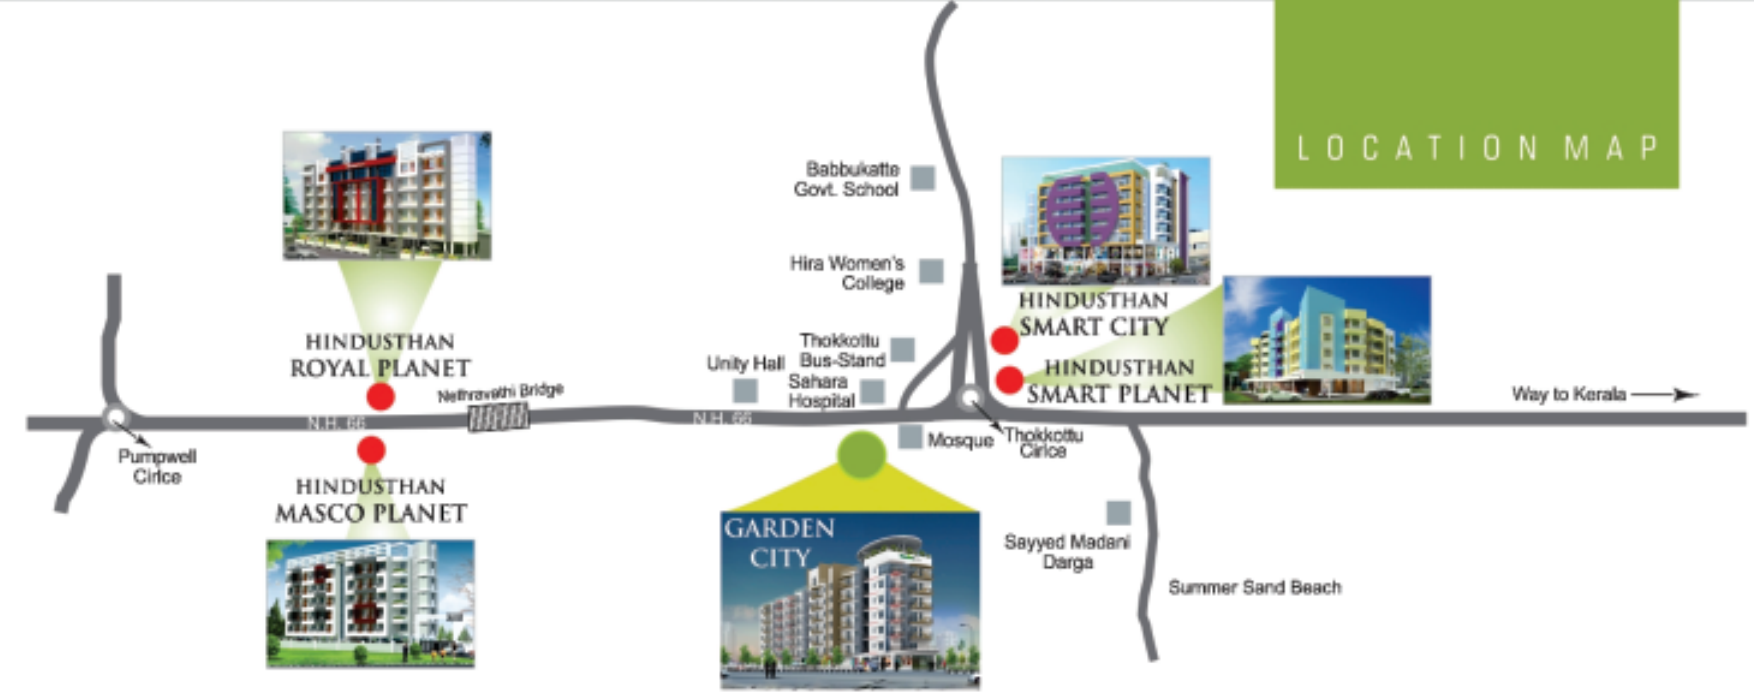 LOCATION MAP
Babbukatte
Govt. School
Hira Women's
College
HINDUSTHAN
SMART CITY
HINDUSTHAN
SMART PLANET
HINDUSTHAN
ROYAL PLANET
Thokkottu
Bus-Stand
Unity Hall
Sahara
Hospital
Nethravathi Bridge
Way to Kerala
N.H. 66
N.H. 66
Pumpwell
Cirlce
Mosque
Thokkottu
Cirlce
HINDUSTHAN
MASCO PLANET
GARDEN
CITY
Sayyed Madani
Darga
Summer Sand Beach